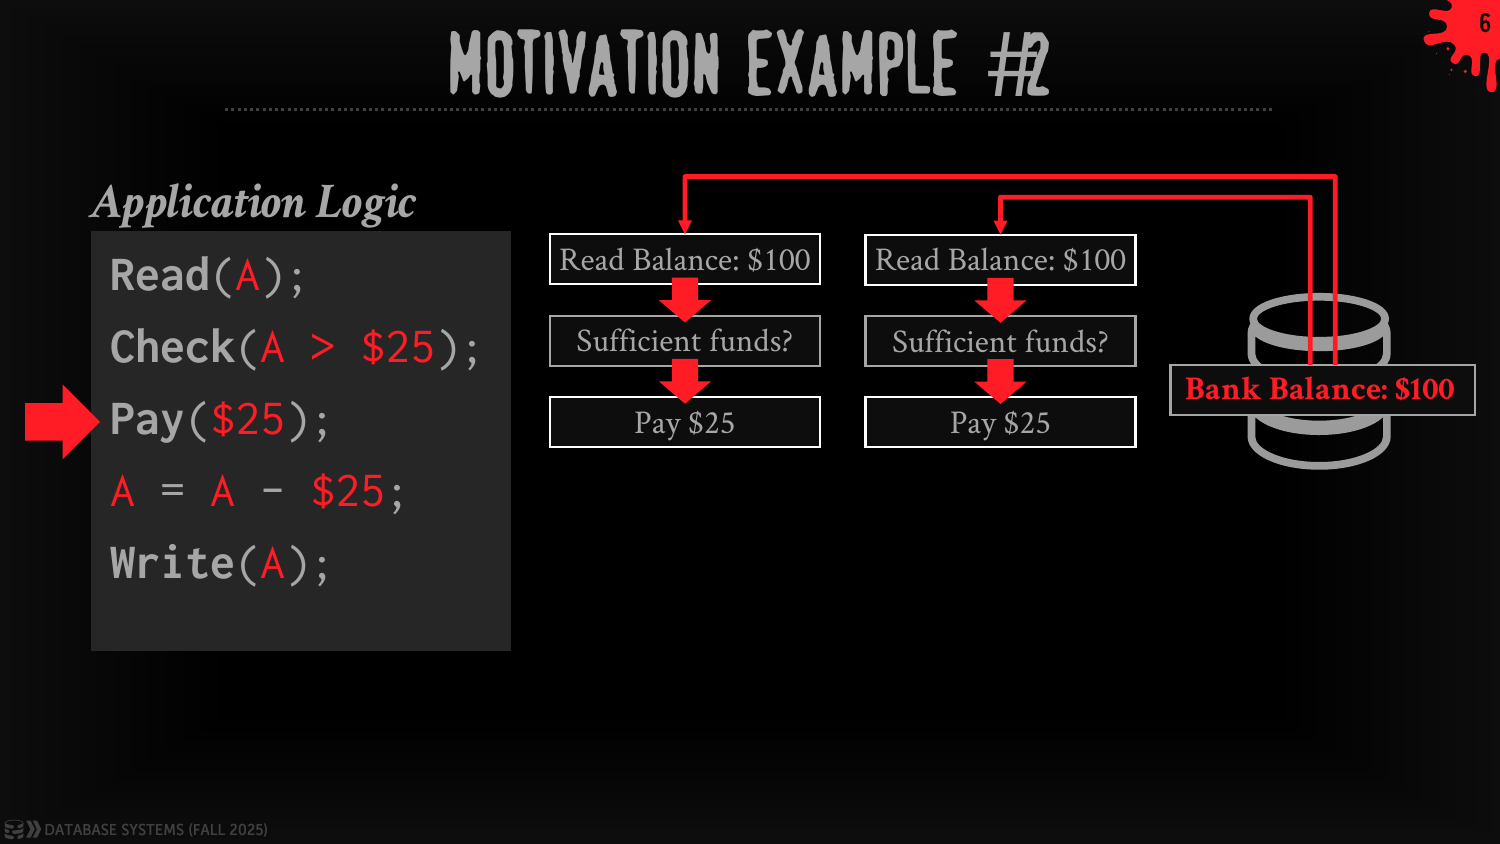 6
MOTIVATION EXAMPLE #2
Application Logic
Read(A);
Check(A > $25);
Pay($25);
A = A - $25;
Write(A);
Read Balance: $100
Sufficient funds?
Pay $25
Read Balance: $100
Sufficient funds?
Pay $25
Bank Balance: $100
DATABASE SYSTEMS (FALL 2025)